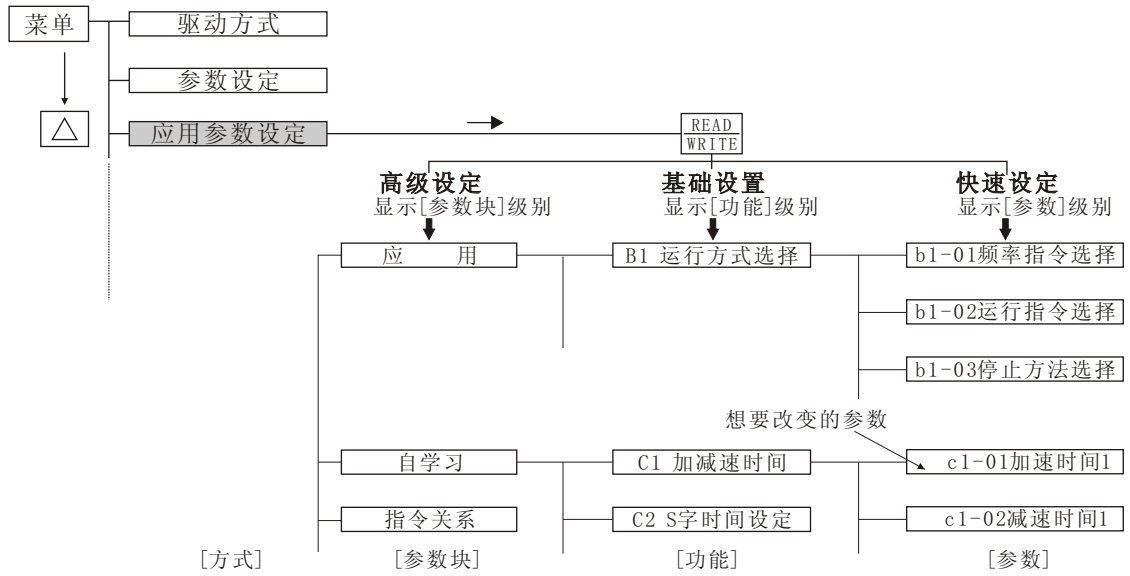 菜单
驱动方式
参数设定
△
应用参数设定
READ
WRITE
高级设定
基础设置
快速设定
显示[参数块]级别
显示[功能]级别
显示[参数]级别
应 用
B1 运行方式选择
b1-01频率指令选择
b1-02运行指令选择
b1-03停止方法选择
想要改变的参数
自学习
C1 加减速时间
c1-01加速时间1
指令关系
C2 S字时间设定
c1-02减速时间1
[方式]
[参数块]
[功能]
[参数]